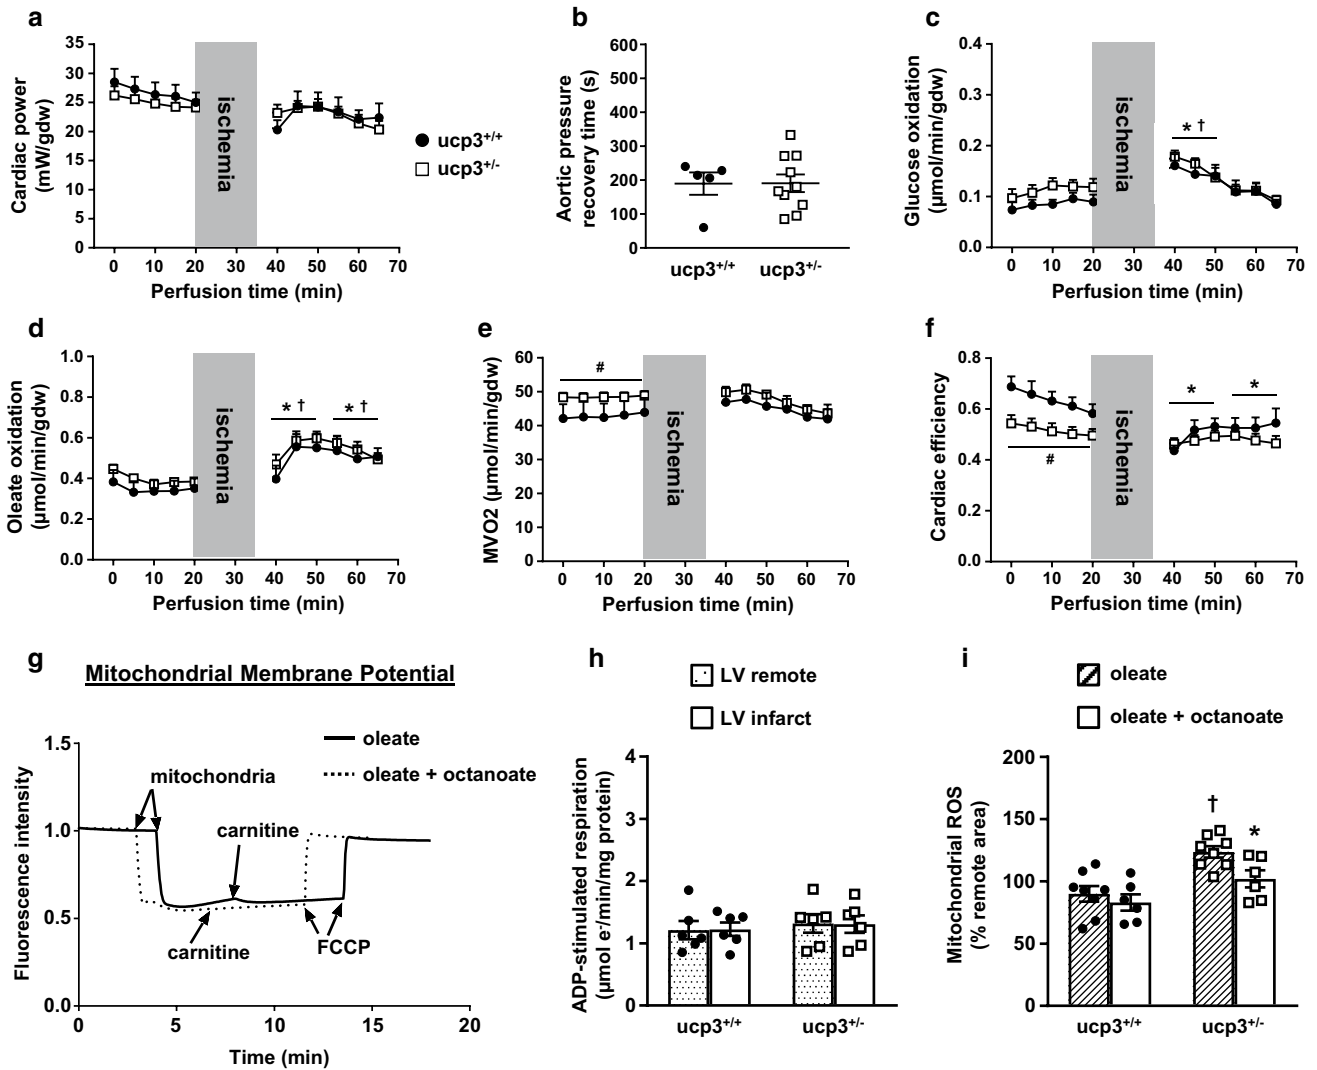 a
Cardiac power
(mW/gdw)
35
30
25
20
15
10
5
0
ischemia
0 10 20 30 40 50 60 70
Perfusion time (min)
ucp3+/+
ucp3+/-
b
Aortic pressure
recovery time (s)
600
500
400
300
200
100
0
ucp3+/+ ucp3+/-
c
Glucose oxidation
(µmol/min/gdw)
0.4
0.3
0.2
0.1
0.0
ischemia
* †
0 10 20 30 40 50 60 70
Perfusion time (min)
d
Oleate oxidation
(µmol/min/gdw)
1.0
0.8
0.6
0.4
0.2
0.0
ischemia
* † * †
0 10 20 30 40 50 60 70
Perfusion time (min)
e
MVO2 (µmol/min/gdw)
60
50
40
30
20
10
0
#
ischemia
0 10 20 30 40 50 60 70
Perfusion time (min)
f
Cardiac efficiency
0.8
0.6
0.4
0.2
0.0
#
ischemia
* *
0 10 20 30 40 50 60 70
Perfusion time (min)
g
Mitochondrial Membrane Potential
oleate
oleate + octanoate
Fluorescence intensity
1.5
1.0
0.5
0.0
mitochondria
carnitine
carnitine
FCCP
0 5 10 15 20
Time (min)
h
LV remote
LV infarct
ADP-stimulated respiration
(µmol e-/min/mg protein)
4
3
2
1
0
ucp3+/+ ucp3+/-
i
oleate
oleate + octanoate
Mitochondrial ROS
(% remote area)
200
150
100
50
0
†
*
ucp3+/+ ucp3+/-